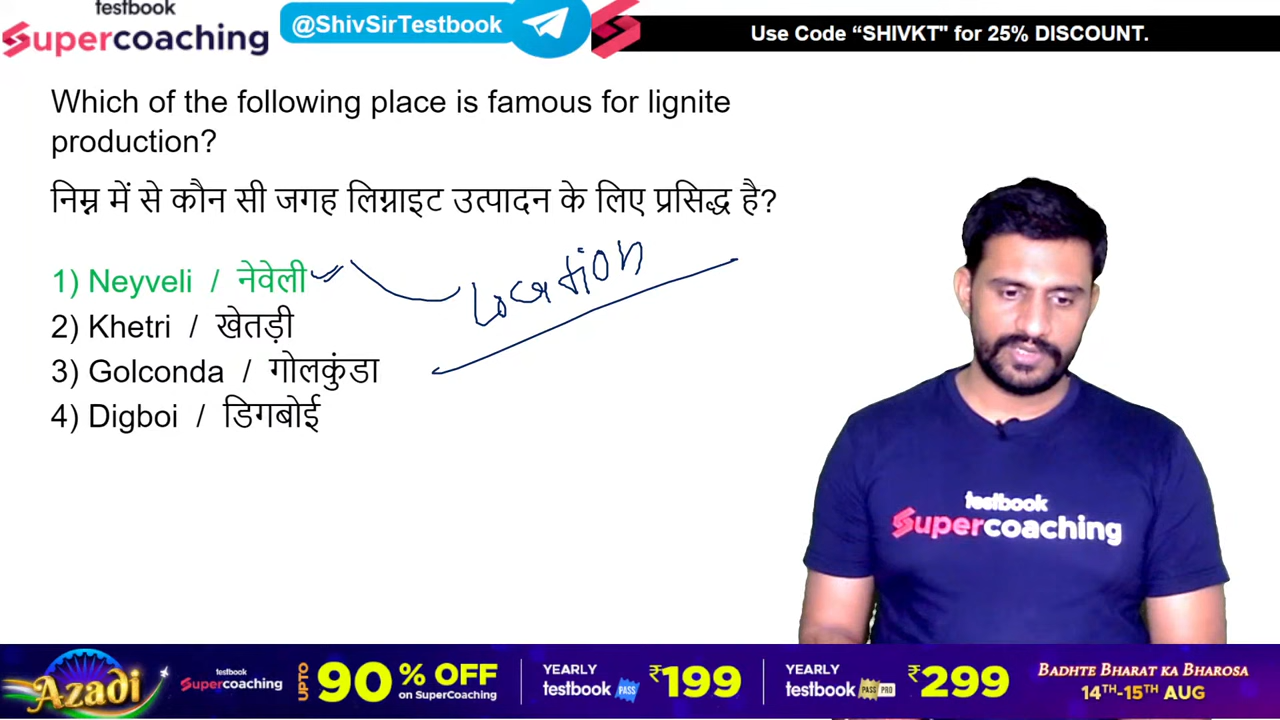 testbook
Supercoaching
@ShivSirTestbook
Use Code “SHIVKT" for 25% DISCOUNT.
Which of the following place is famous for lignite
production?
निम्न में से कौन सी जगह लिग्नाइट उत्पादन के लिए प्रसिद्ध है?
1) Neyveli / नेवेली
Location
2) Khetri / खेतड़ी
3) Golconda / गोलकुंडा
4) Digboi / डिगबोई
testbook
Supercoaching
Azadi
testbook
Supercoaching
UPTO 90% OFF
on SuperCoaching
YEARLY
testbook PASS
₹199
YEARLY
testbook PASS PRO
₹299
BADHTE BHARAT KA BHAROSA
14TH-15TH AUG